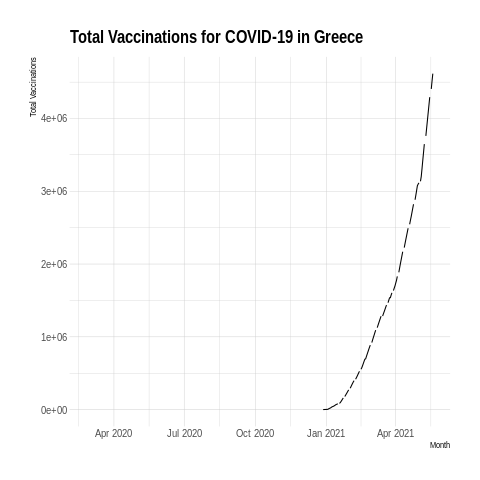 Total Vaccinations for COVID-19 in Greece
Total Vaccinations
4e+06
3e+06
2e+06
1e+06
0e+00
Apr 2020 Jul 2020 Oct 2020 Jan 2021 Apr 2021
Month